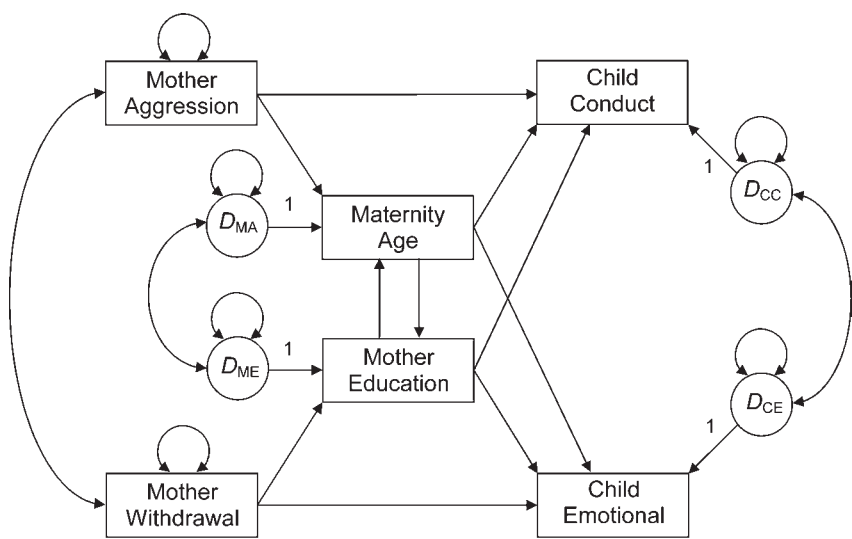 Mother
Aggression
Child
Conduct
1
D_CC
D_MA
1
Maternity
Age
D_ME
1
Mother
Education
D_CE
1
Mother
Withdrawal
Child
Emotional